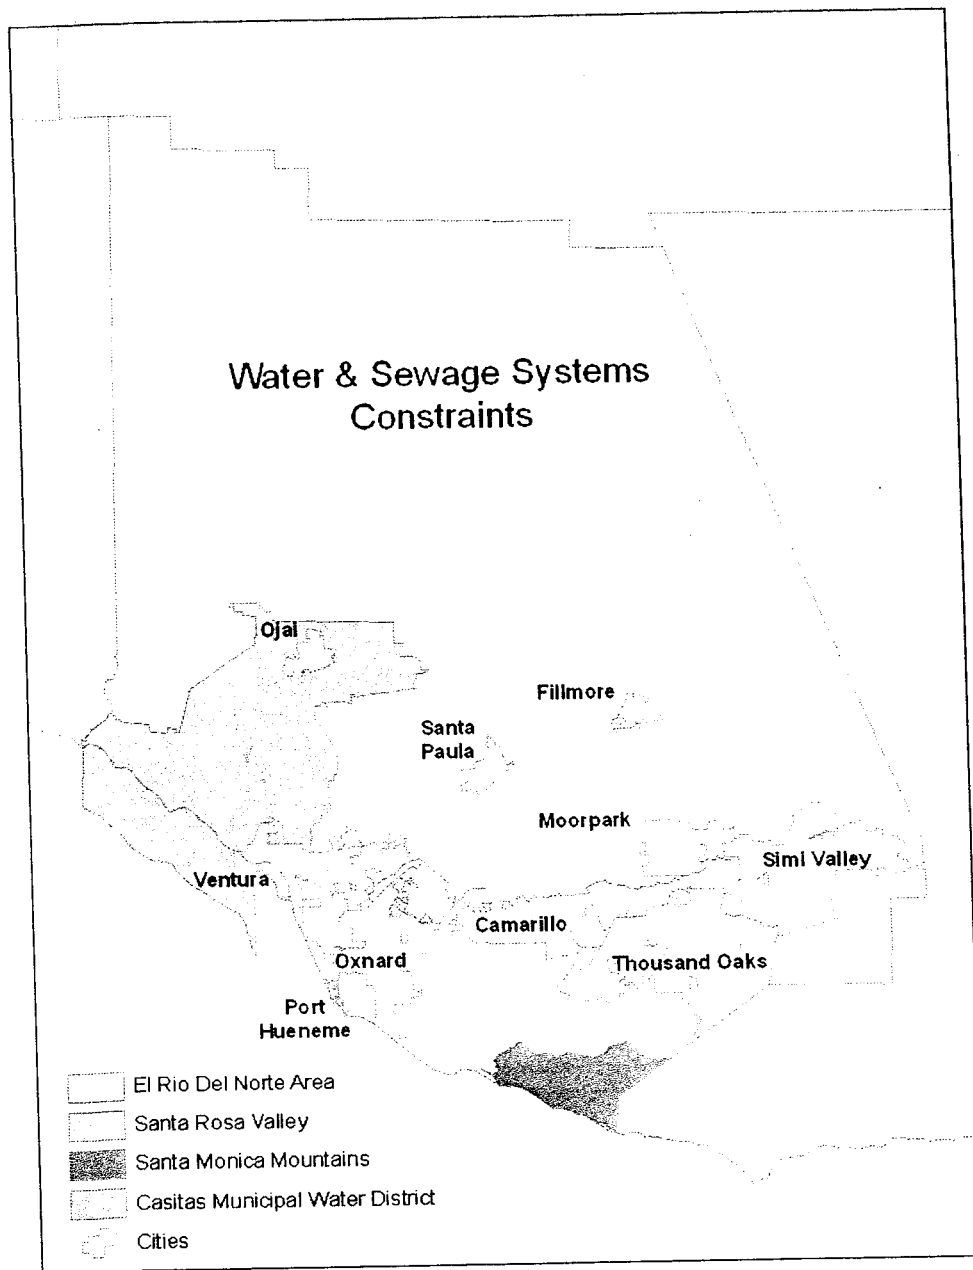 Water & Sewage Systems
Constraints
Ojai
Fillmore
Santa
Paula
Moorpark
Simi Valley
Ventura
Camarillo
Oxnard
Thousand Oaks
Port
Hueneme
El Rio Del Norte Area
Santa Rosa Valley
Santa Monica Mountains
Casitas Municipal Water District
Cities